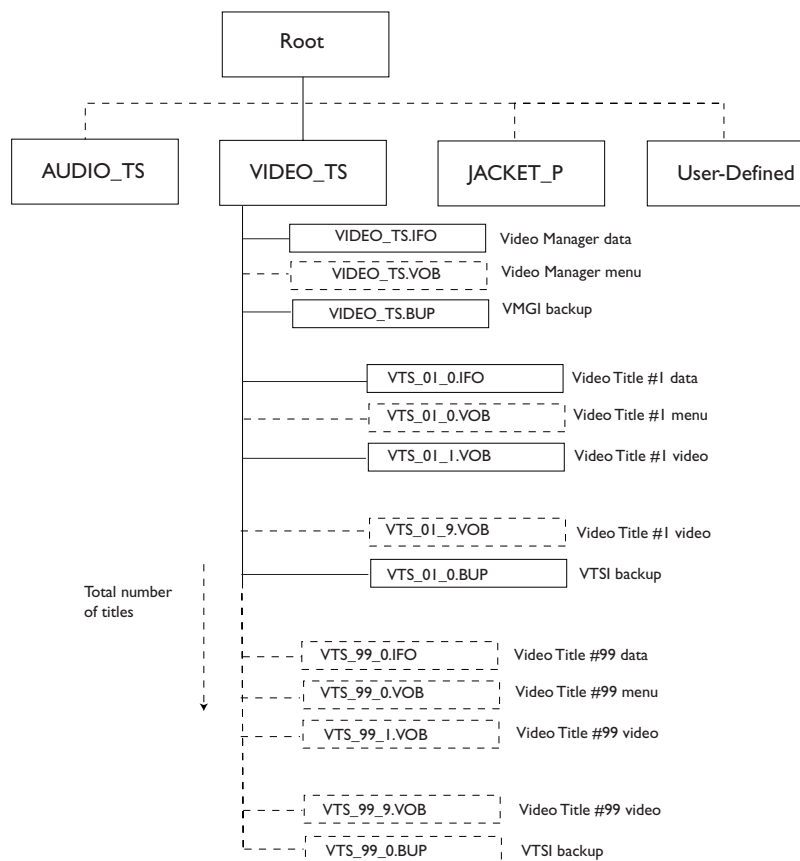 Root
AUDIO_TS
VIDEO_TS
JACKET_P
User-Defined
VIDEO_TS.IFO Video Manager data
VIDEO_TS.VOB Video Manager menu
VIDEO_TS.BUP VMGI backup
VTS_01_0.IFO Video Title #1 data
VTS_01_0.VOB Video Title #1 menu
VTS_01_1.VOB Video Title #1 video
VTS_01_9.VOB Video Title #1 video
VTS_01_0.BUP VTSI backup
Total number
of titles
VTS_99_0.IFO Video Title #99 data
VTS_99_0.VOB Video Title #99 menu
VTS_99_1.VOB Video Title #99 video
VTS_99_9.VOB Video Title #99 video
VTS_99_0.BUP VTSI backup